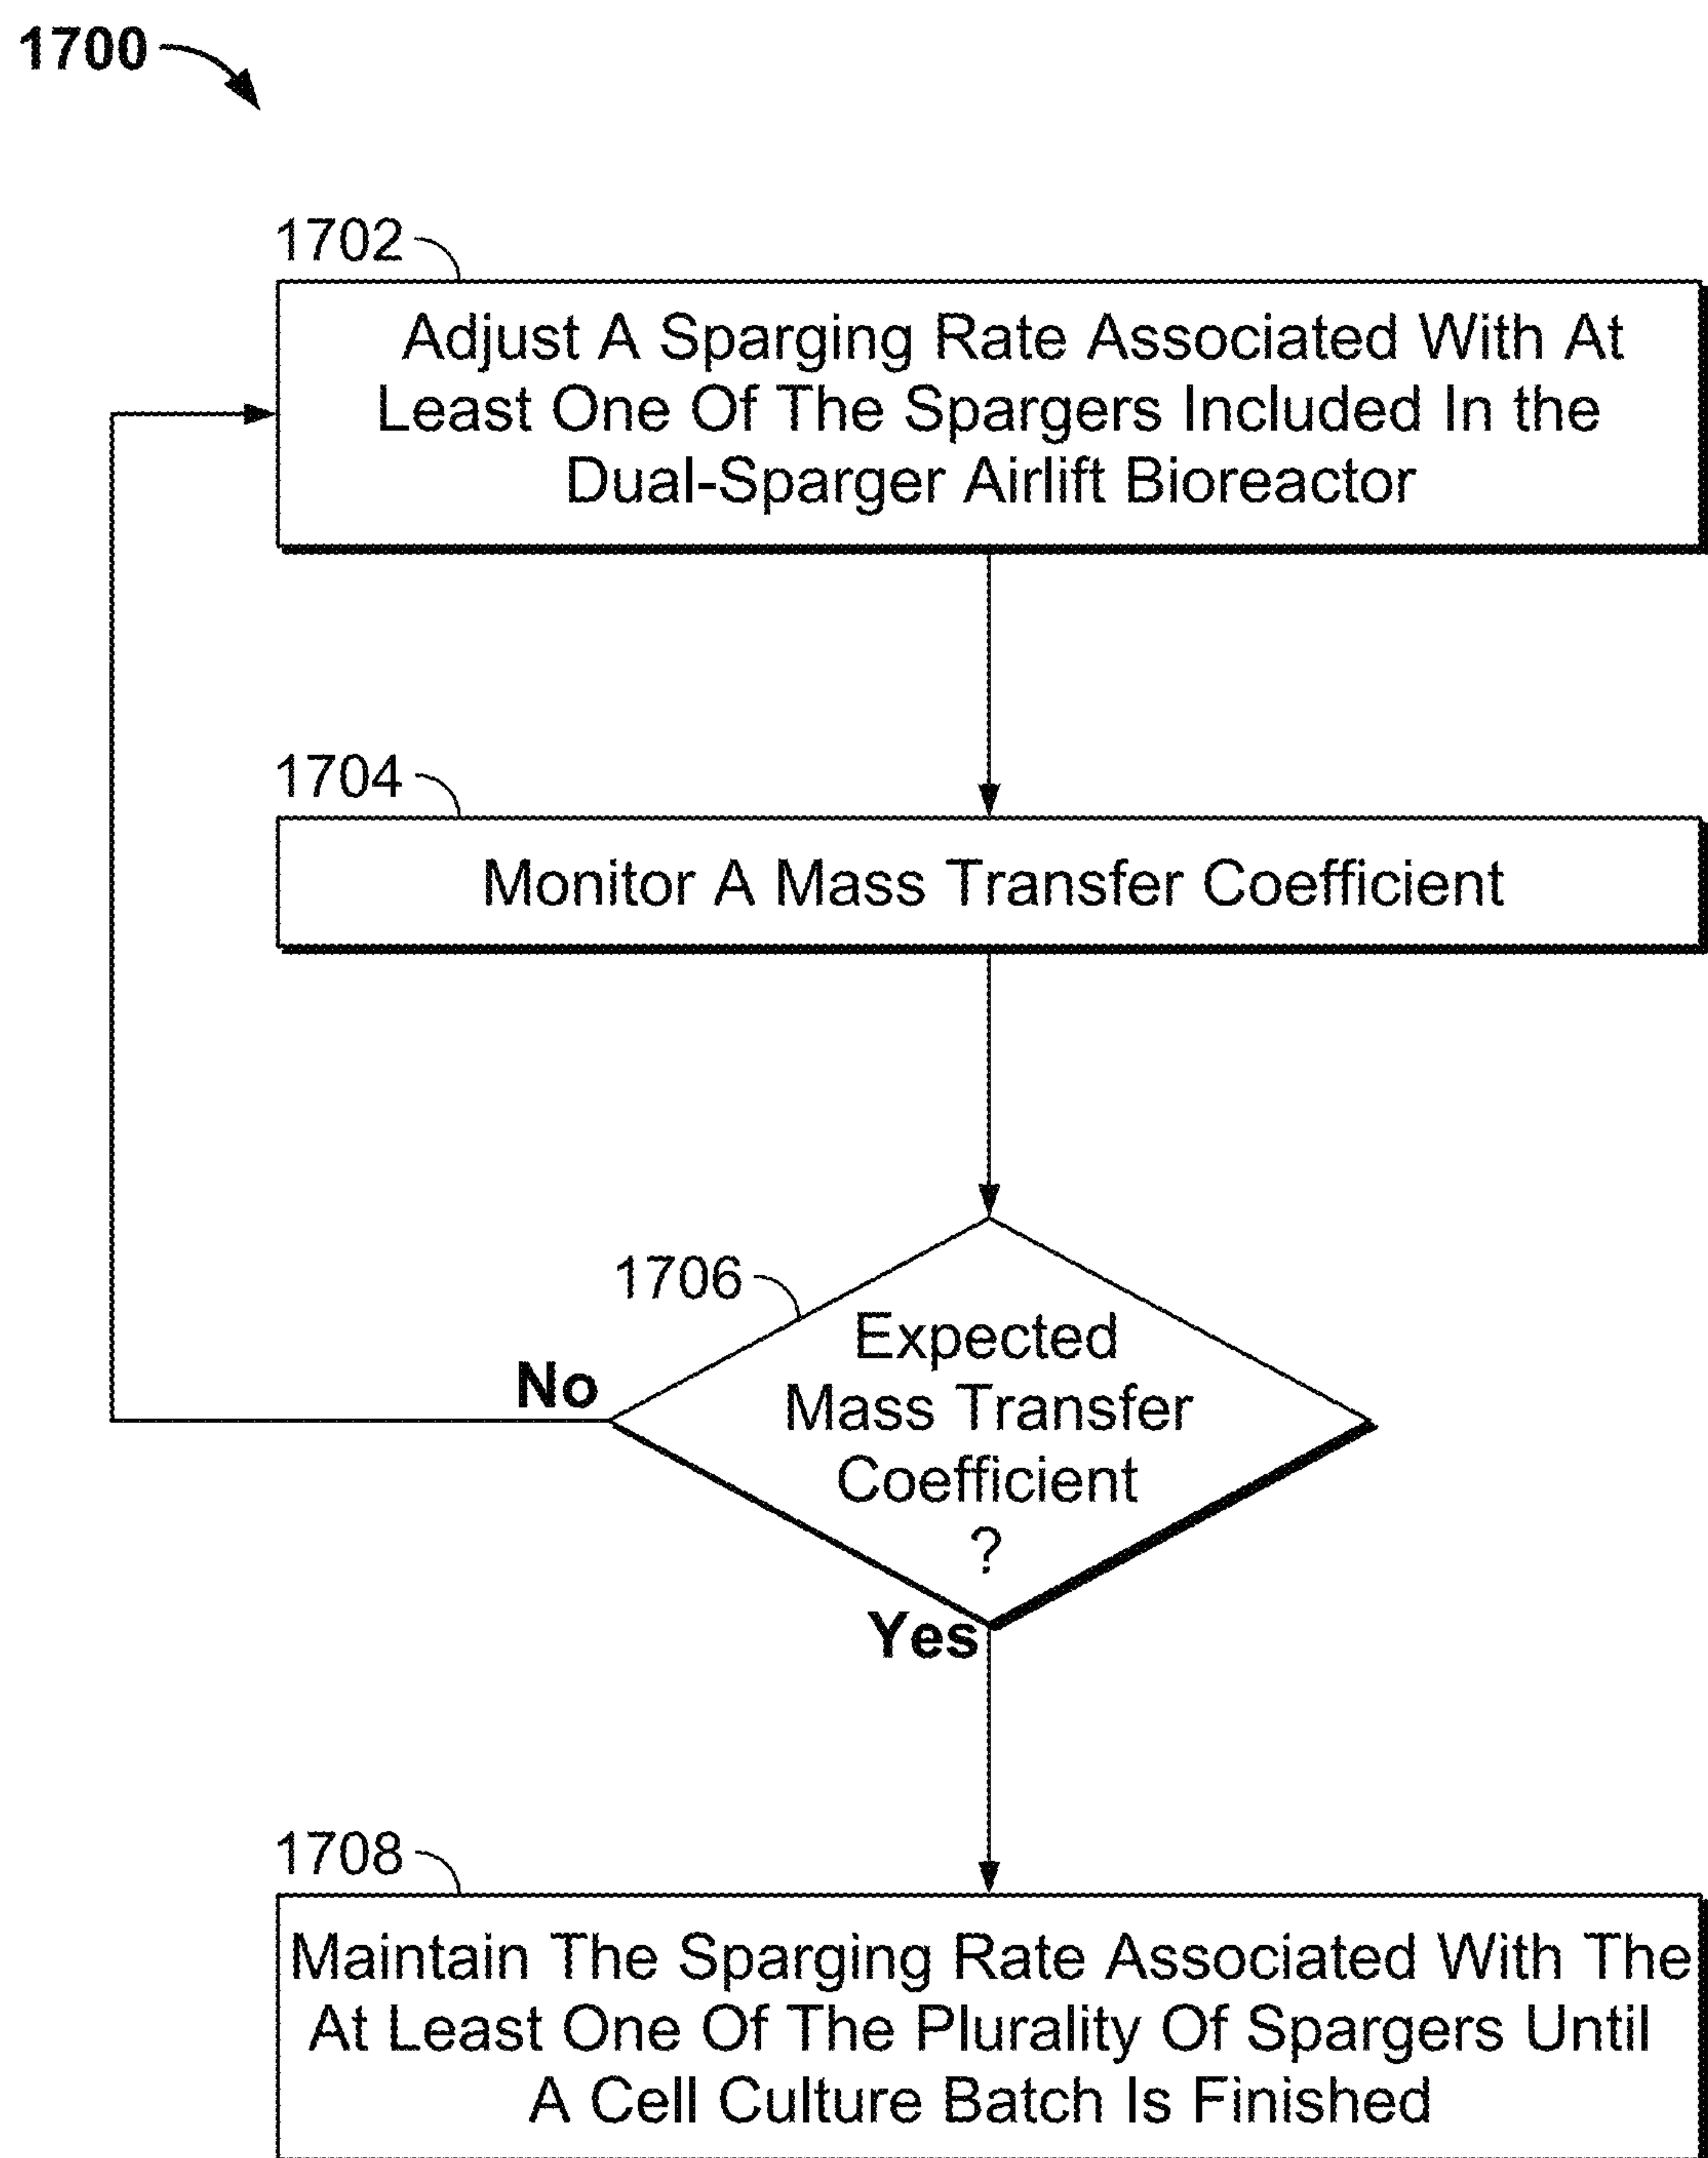 1700
1702
Adjust A Sparging Rate Associated With At
Least One Of The Spargers Included In the
Dual-Sparger Airlift Bioreactor
1704
Monitor A Mass Transfer Coefficient
1706
Expected
Mass Transfer
Coefficient
?
No
Yes
1708
Maintain The Sparging Rate Associated With The
At Least One Of The Plurality Of Spargers Until
A Cell Culture Batch Is Finished